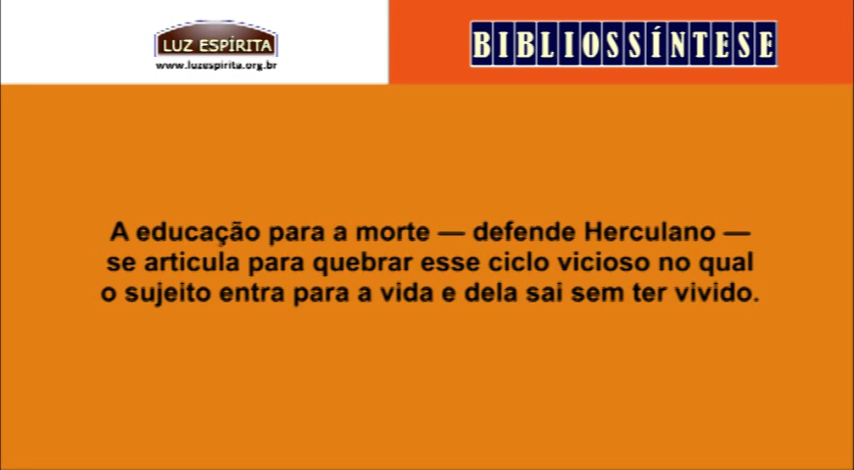 LUZ ESPÍRITA
www.luzespirita.org.br
BIBLIOSSÍNTESE
A educação para a morte — defende Herculano —
se articula para quebrar esse ciclo vicioso no qual
o sujeito entra para a vida e dela sai sem ter vivido.